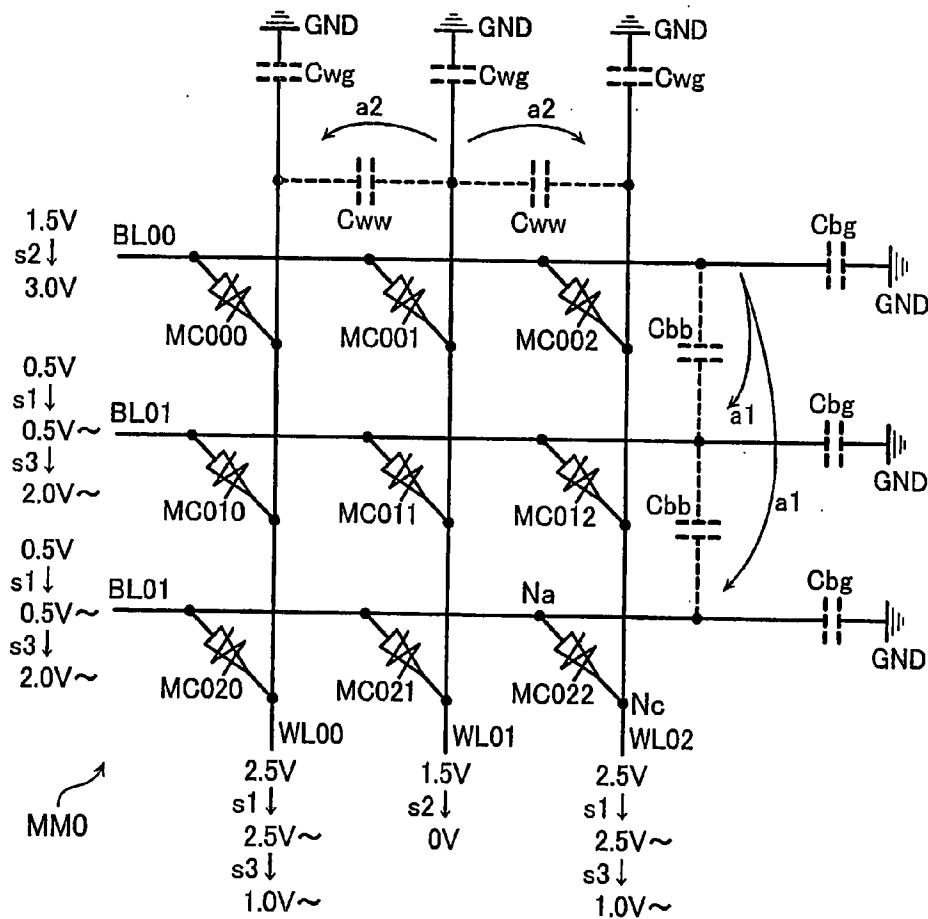 GND GND GND
Cwg Cwg Cwg
a2 a2
Cww Cww
1.5V
s2↓
3.0V
BL00
Cbg
GND
MC000 MC001 MC002
Cbb
a1
0.5V
s1↓
0.5V～
s3↓
2.0V～
BL01
Cbg
GND
MC010 MC011 MC012
Cbb
a1
0.5V
s1↓
0.5V～
s3↓
2.0V～
BL01
Na
Cbg
GND
MC020 MC021 MC022
Nc
WL00 WL01 WL02
2.5V
s1↓
2.5V～
s3↓
1.0V～
1.5V
s2↓
0V
2.5V
s1↓
2.5V～
s3↓
1.0V～
MM0